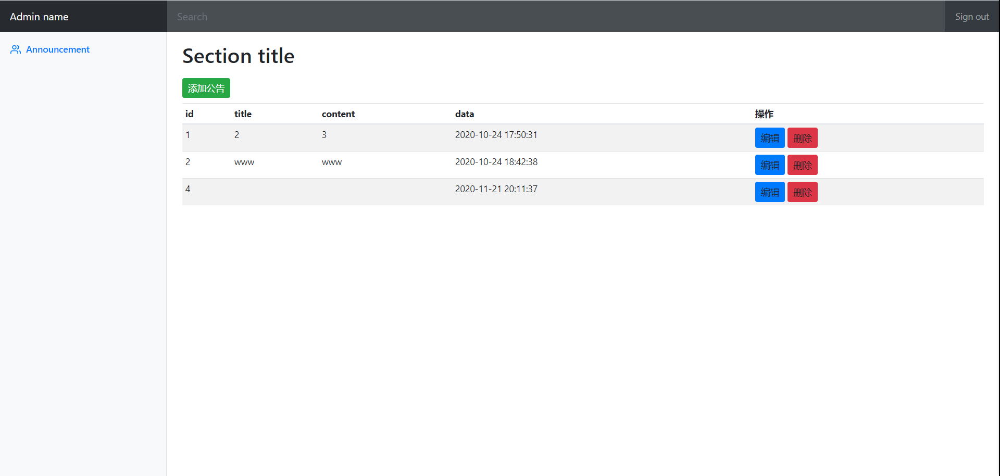 Admin name Search Sign out
Announcement
Section title
添加公告
id title content data 操作
1 2 3 2020-10-24 17:50:31 编辑 删除
2 www www 2020-10-24 18:42:38 编辑 删除
4 2020-11-21 20:11:37 编辑 删除